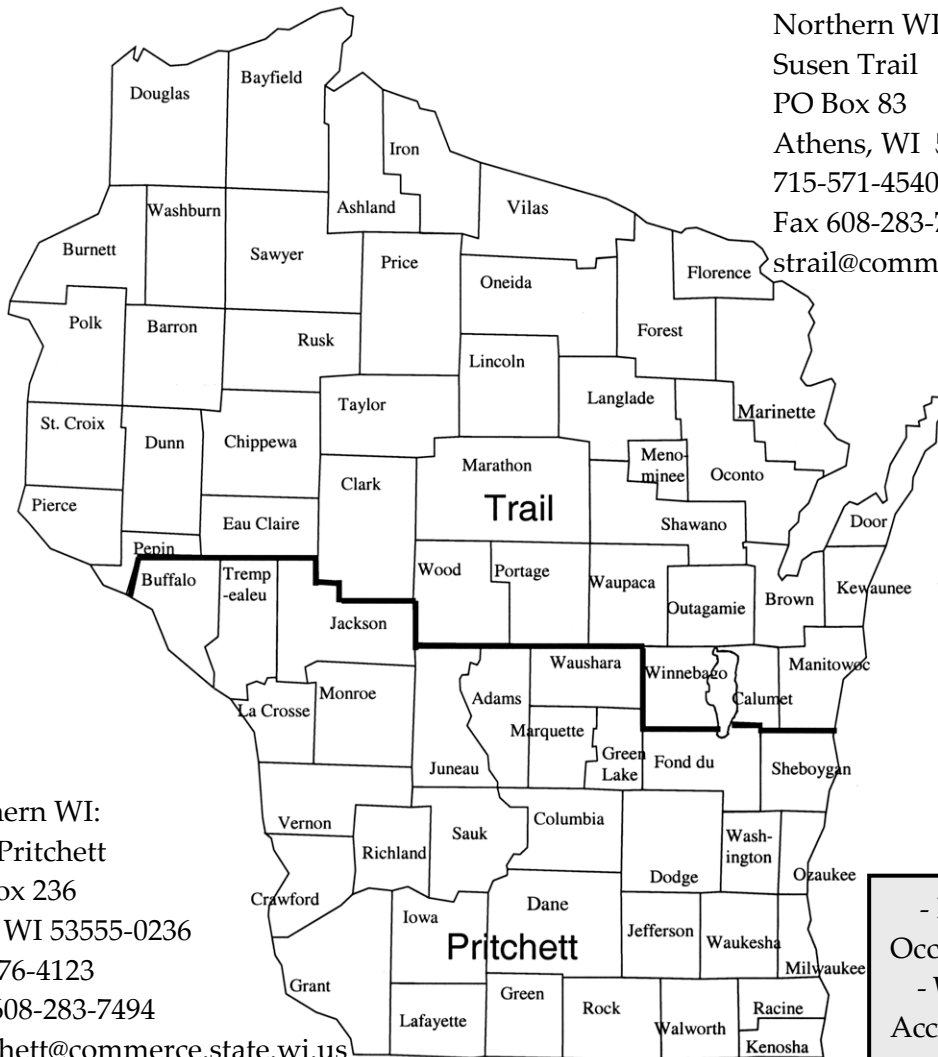 Northern WI
Susen Trail
PO Box 83
Athens, WI
715-571-4540
Fax 608-283-
strail@comm
Douglas
Bayfield
Iron
Ashland
Vilas
Washburn
Burnett
Sawyer
Price
Oneida
Florence
Forest
Polk
Barron
Rusk
Lincoln
Langlade
Marinette
Taylor
St. Croix
Dunn
Chippewa
Marathon
Meno-
minee
Oconto
Clark
Pierce
Trail
Eau Claire
Shawano
Door
Pepin
Buffalo
Tremp
-ealeu
Wood
Portage
Waupaca
Outagamie
Brown
Kewaunee
Jackson
Waushara
Winnebago
Calumet
Manitowoc
Monroe
La Crosse
Adams
Marquette
Green
Lake
Juneau
Fond du
Sheboygan
Vernon
Richland
Sauk
Columbia
Dodge
Wash-
ington
Ozaukee
Crawford
Iowa
Dane
Jefferson
Waukesha
Milwaukee
Pritchett
Grant
Green
Rock
Racine
Lafayette
Walworth
Kenosha
hern WI:
Pritchett
ox 236
WI 53555-0236
76-4123
608-283-7494
hett@commerce.state.wi.us
Occ
Acc